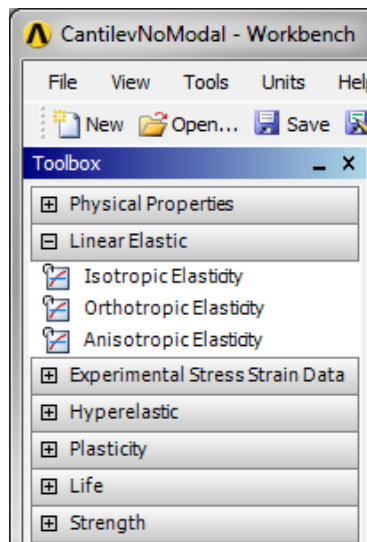 CantilevNoModal - Workbench
File View Tools Units Hel
New Open... Save
Toolbox
Physical Properties
Linear Elastic
Isotropic Elasticity
Orthotropic Elasticity
Anisotropic Elasticity
Experimental Stress Strain Data
Hyperelastic
Plasticity
Life
Strength